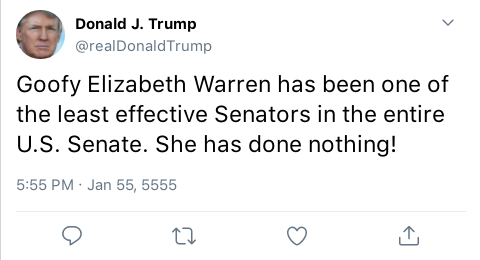 Donald J. Trump
@realDonaldTrump
Goofy Elizabeth Warren has been one of
the least effective Senators in the entire
U.S. Senate. She has done nothing!
5:55 PM · Jan 55, 5555